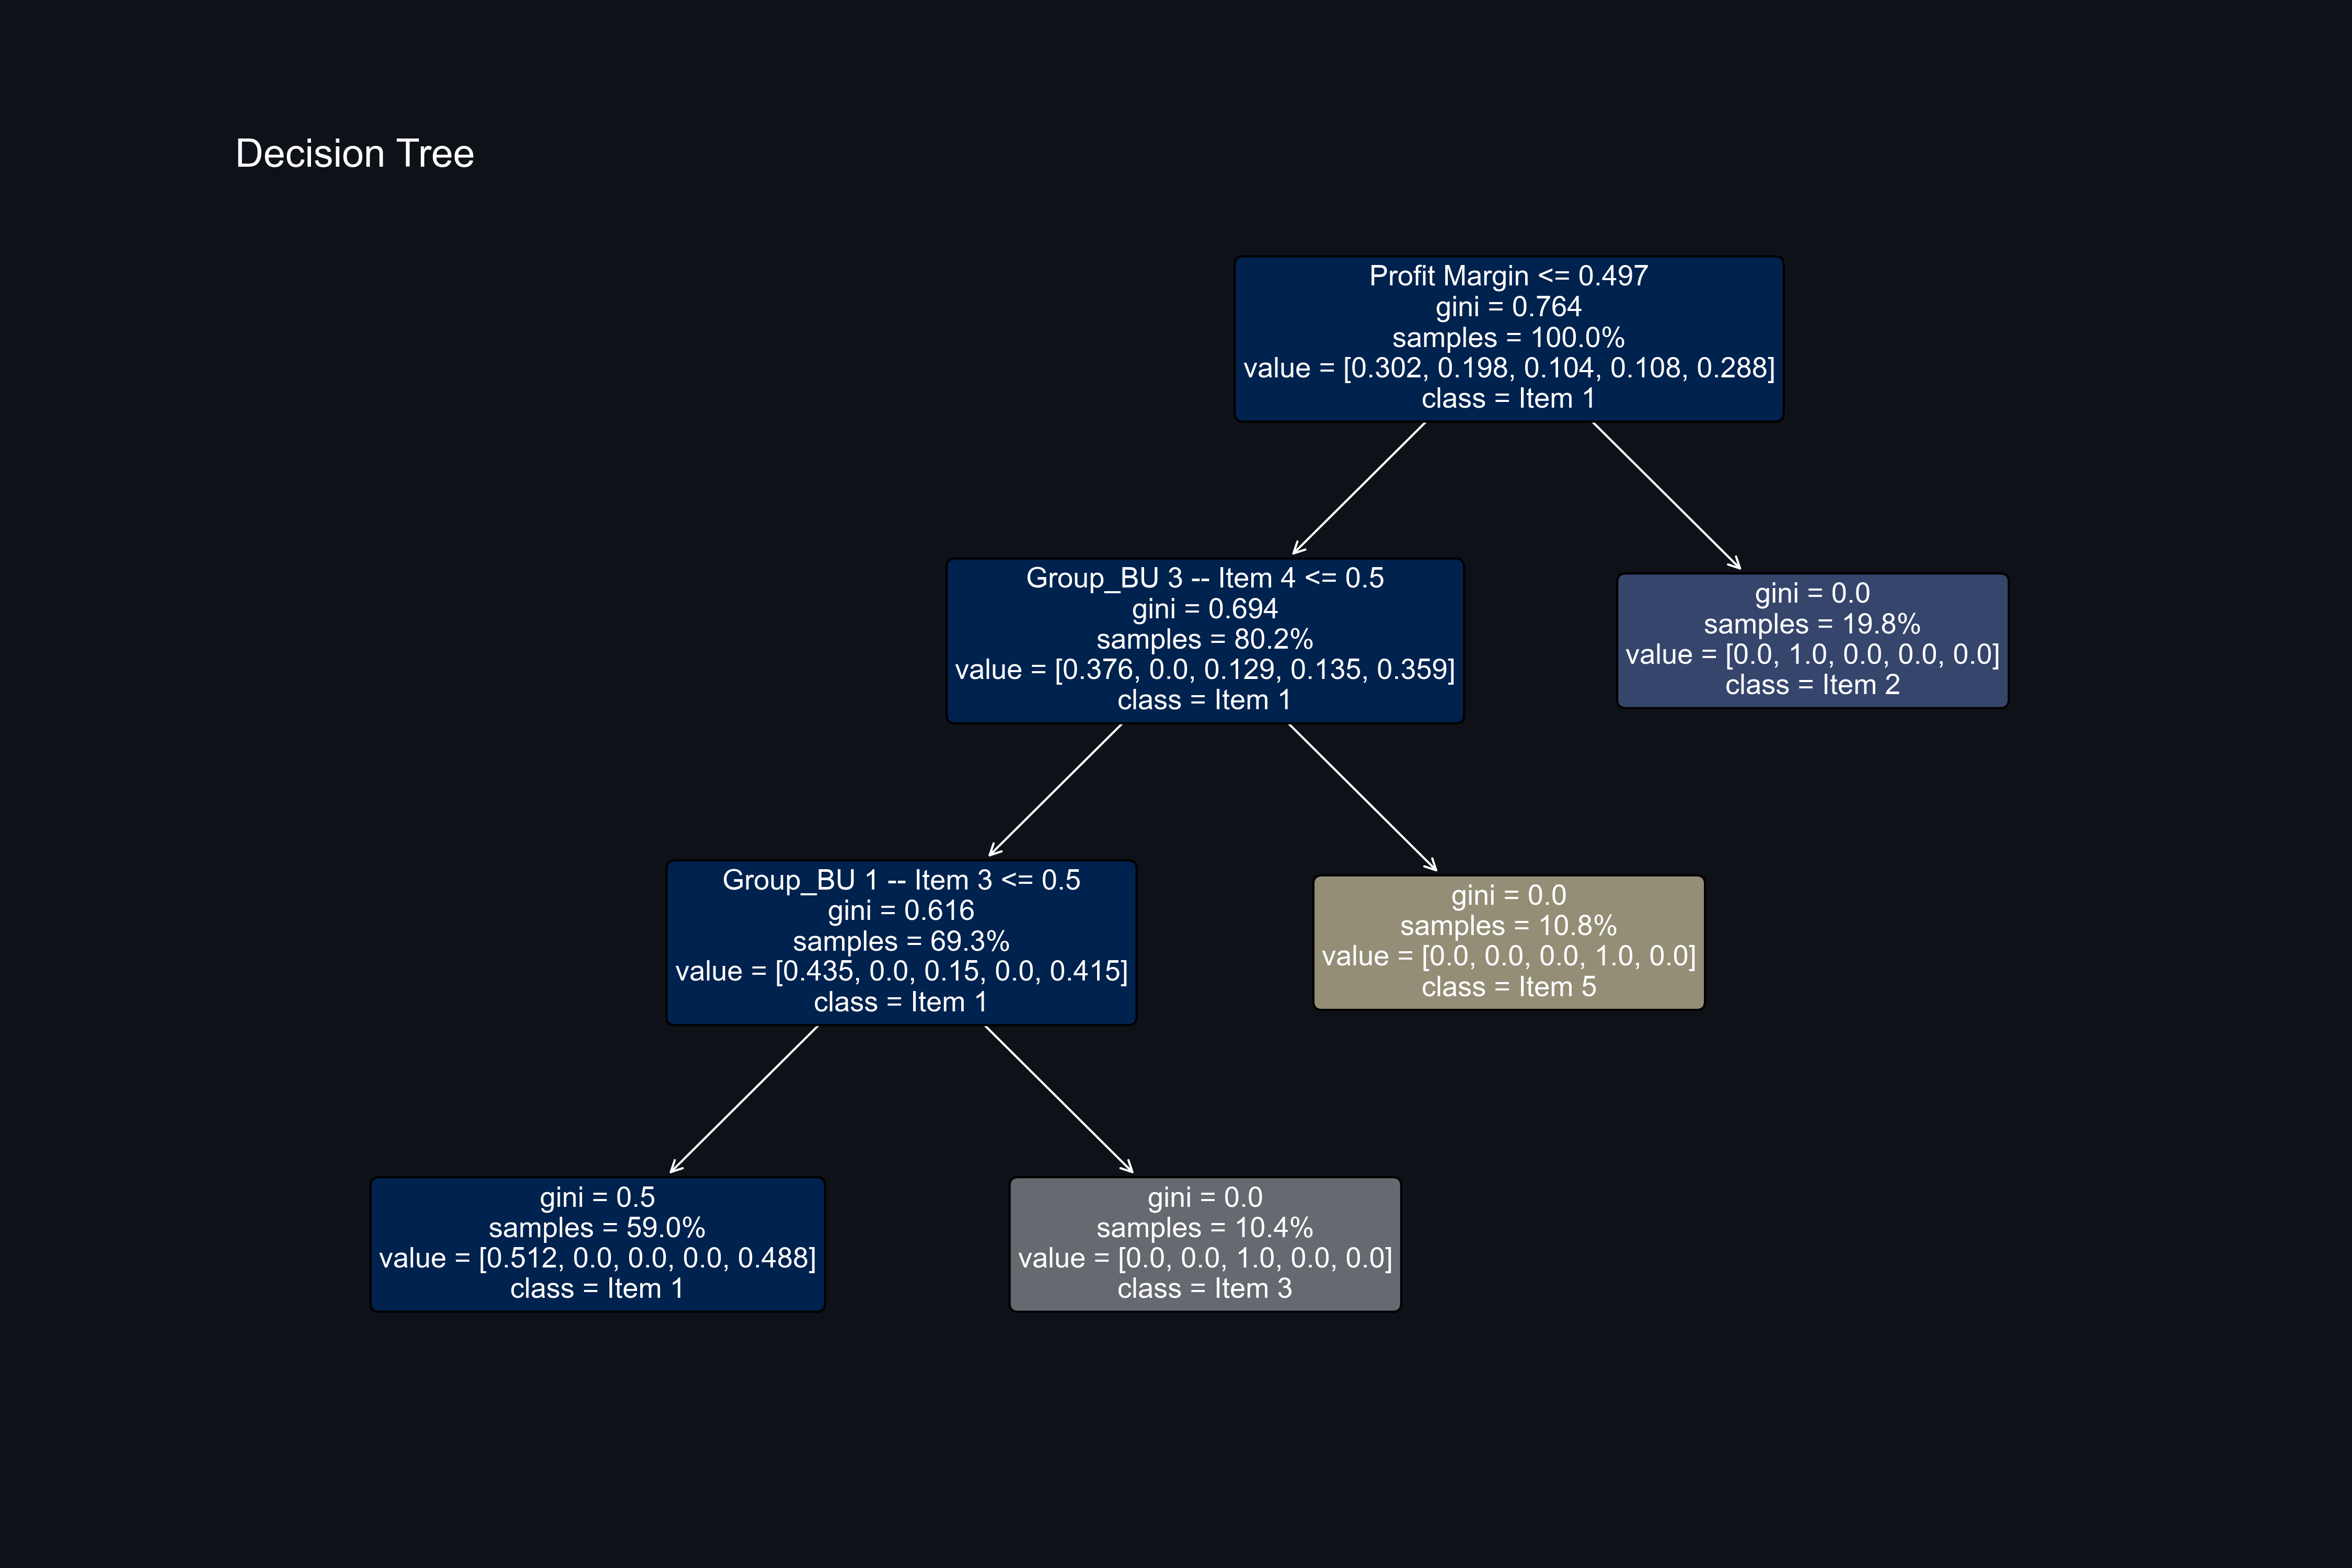 Decision Tree
Profit Margin <= 0.497
gini = 0.764
samples = 100.0%
value = [0.302, 0.198, 0.104, 0.108, 0.288]
class = Item 1
Group_BU 3 -- Item 4 <= 0.5
gini = 0.694
samples = 80.2%
value = [0.376, 0.0, 0.129, 0.135, 0.359]
class = Item 1
gini = 0.0
samples = 19.8%
value = [0.0, 1.0, 0.0, 0.0, 0.0]
class = Item 2
Group_BU 1 -- Item 3 <= 0.5
gini = 0.616
samples = 69.3%
value = [0.435, 0.0, 0.15, 0.0, 0.415]
class = Item 1
gini = 0.0
samples = 10.8%
value = [0.0, 0.0, 0.0, 1.0, 0.0]
class = Item 5
gini = 0.5
samples = 59.0%
value = [0.512, 0.0, 0.0, 0.0, 0.488]
class = Item 1
gini = 0.0
samples = 10.4%
value = [0.0, 0.0, 1.0, 0.0, 0.0]
class = Item 3